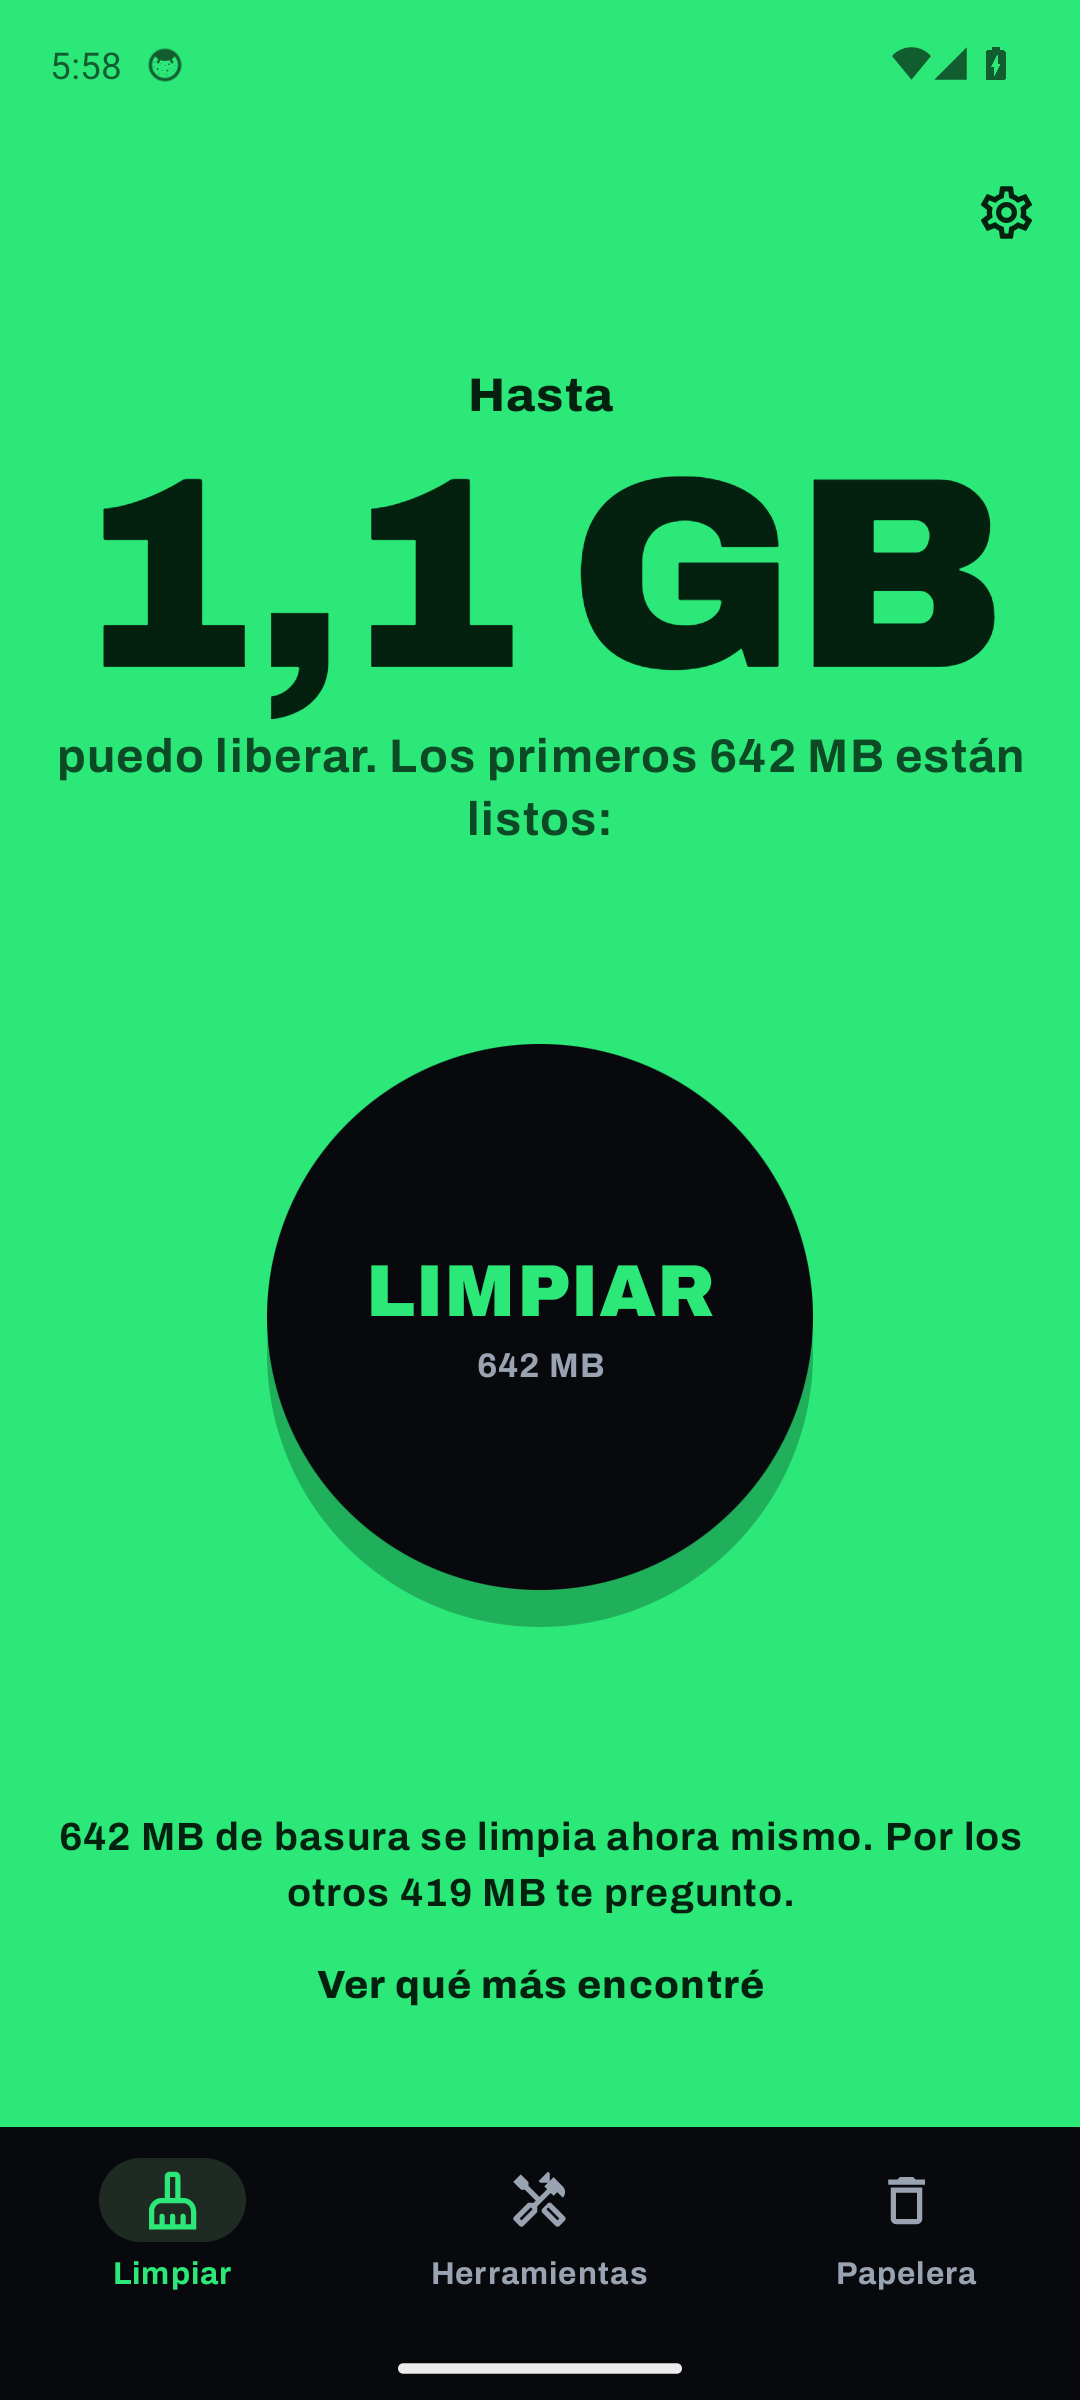 5:58
Hasta
1,1 GB
puedo liberar. Los primeros 642 MB están
listos:
LIMPIAR
642 MB
642 MB de basura se limpia ahora mismo. Por los
otros 419 MB te pregunto.
Ver qué más encontré
Limpiar
Herramientas
Papelera